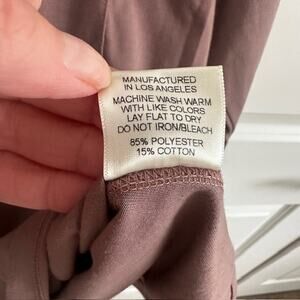 MANUFACTURED
IN LOS ANGELES
MACHINE WASH WARM
WITH LIKE COLORS
LAY FLAT TO DRY
DO NOT IRON/BLEACH
85% POLYESTER
15% COTTON